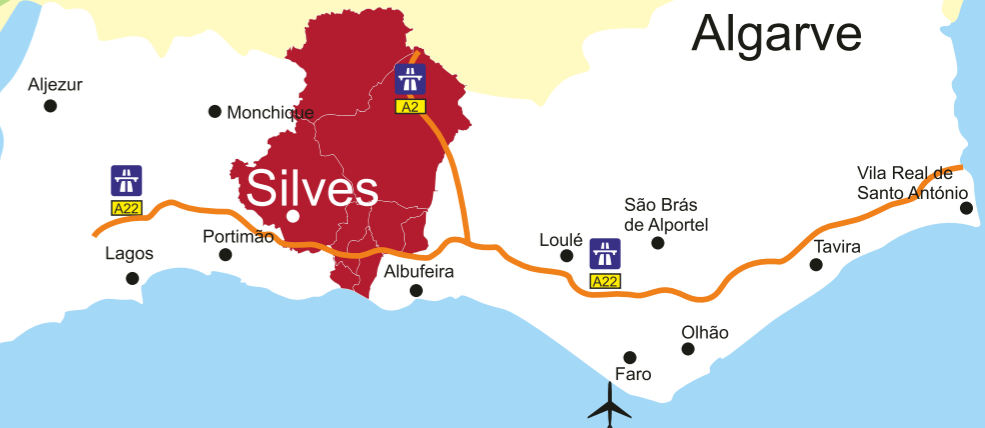 Algarve
Aljezur
Monchique
A2
Silves
A22
Lagos
Portimão
Albufeira
Loulé
A22
São Brás
de Alportel
Vila Real de
Santo António
Tavira
Olhão
Faro